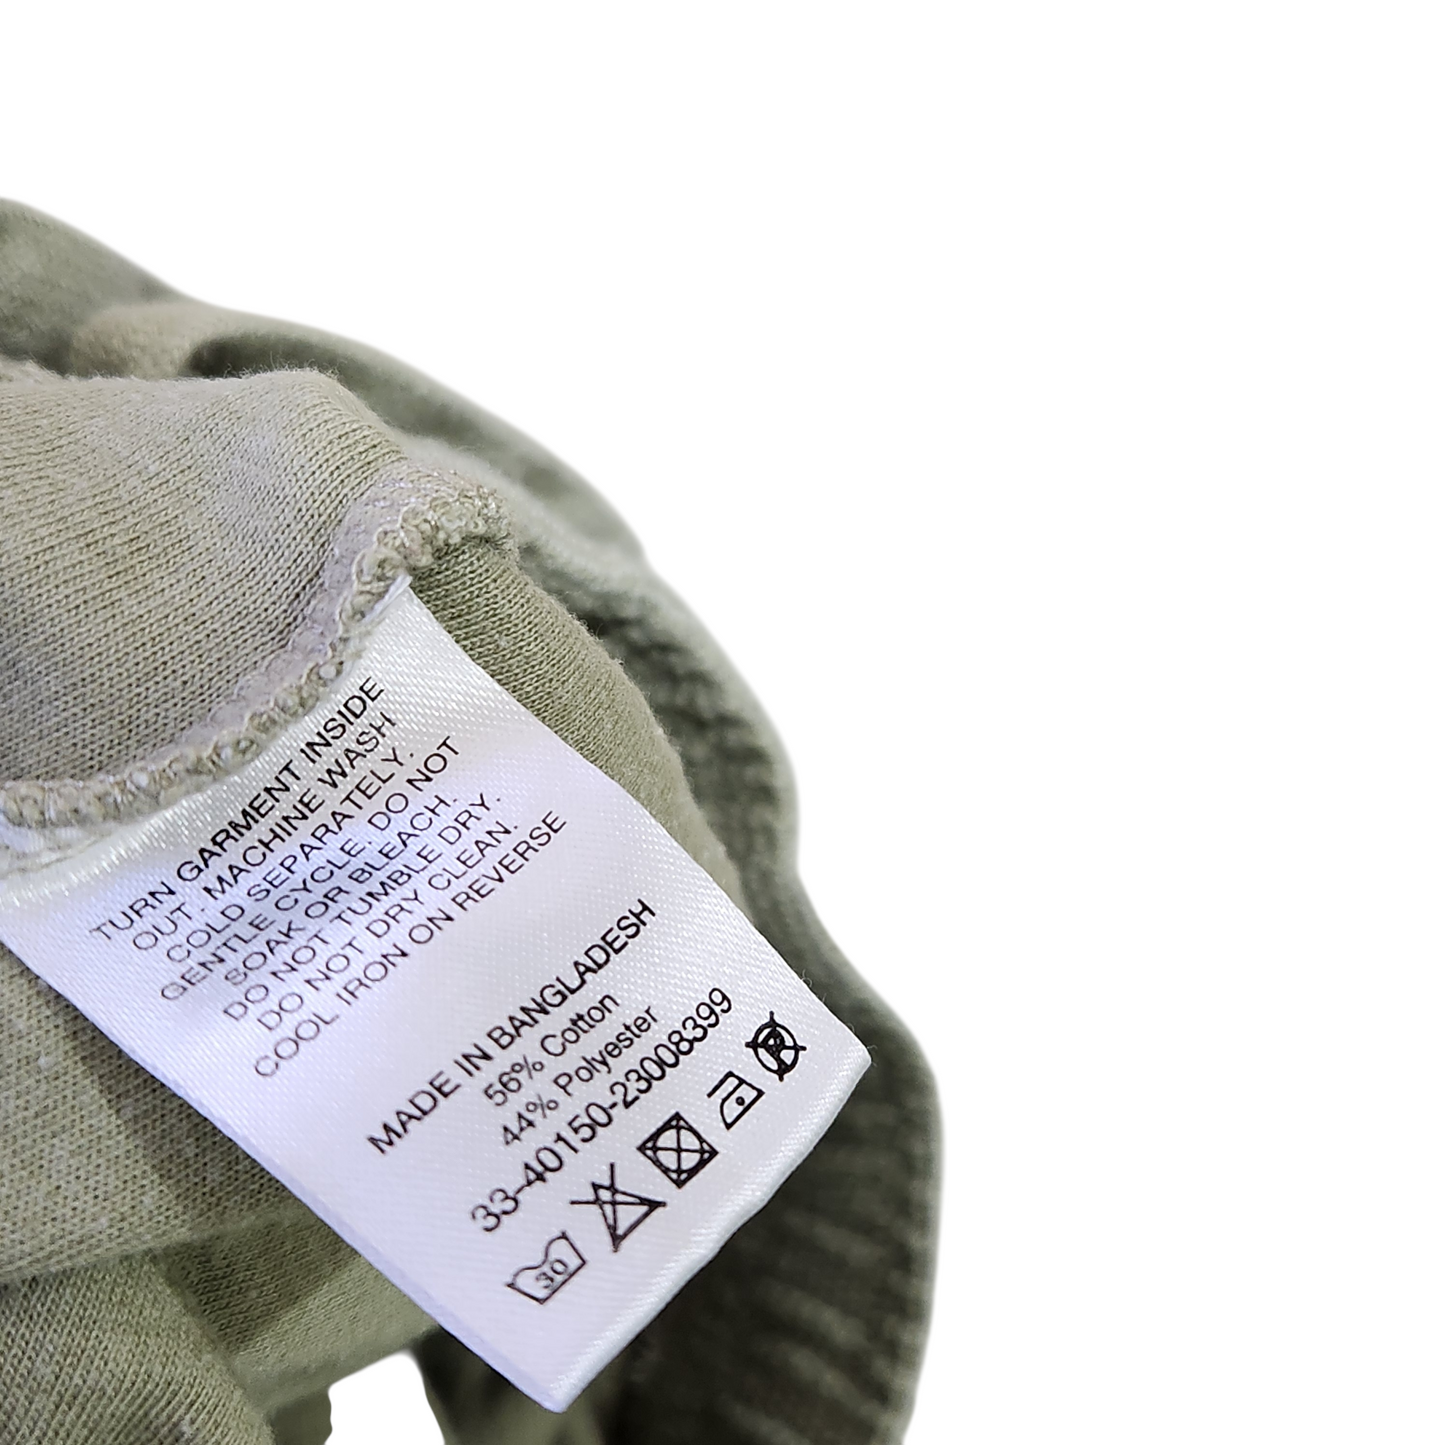 TURN GARMENT INSIDE
OUT. MACHINE WASH
COLD SEPARATELY.
GENTLE CYCLE. DO NOT
SOAK OR BLEACH.
DO NOT TUMBLE DRY.
DO NOT DRY CLEAN.
COOL IRON ON REVERSE
MADE IN BANGLADESH
56% Cotton
44% Polyester
33-40150-23008399
30
P